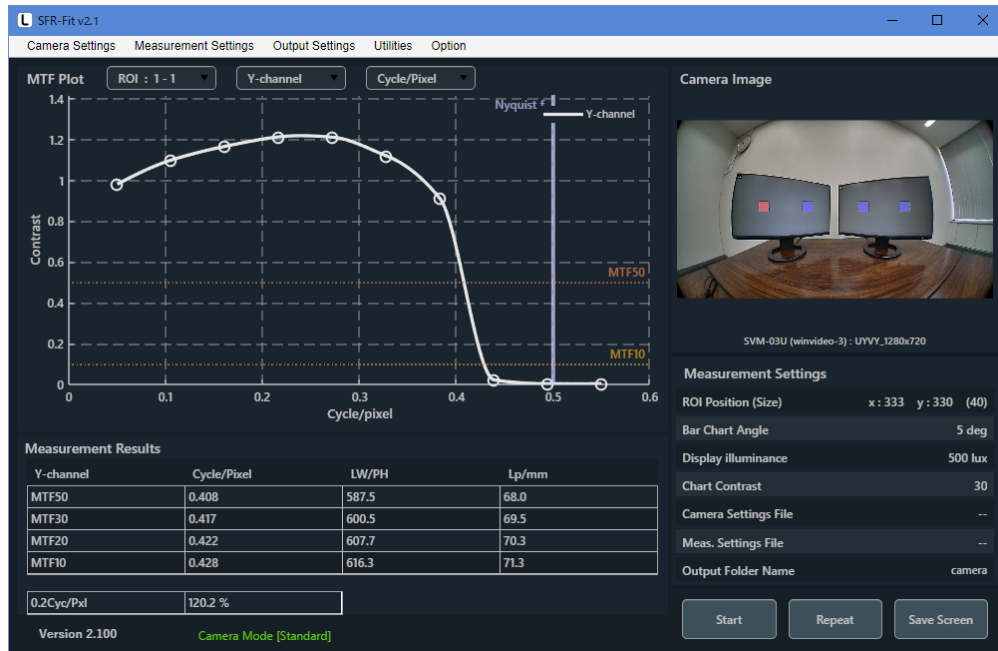 L SFR-Fit v2.1
Camera Settings Measurement Settings Output Settings Utilities Option
MTF Plot ROI : 1 - 1 Y-channel Cycle/Pixel
Nyquist
Y-channel
1.4
1.2
1
0.8
0.6
0.4
0.2
0
Contrast
MTF50
MTF10
0 0.1 0.2 0.3 0.4 0.5 0.6
Cycle/pixel
Measurement Results
Y-channel Cycle/Pixel LW/PH Lp/mm
MTF50 0.408 587.5 68.0
MTF30 0.417 600.5 69.5
MTF20 0.422 607.7 70.3
MTF10 0.428 616.3 71.3
0.2Cyc/Pxl 120.2 %
Version 2.100 Camera Mode [Standard]
Camera Image
SVM-03U (winvideo-3) : UYVY_1280x720
Measurement Settings
ROI Position (Size) x : 333 y : 330 (40)
Bar Chart Angle 5 deg
Display illuminance 500 lux
Chart Contrast 30
Camera Settings File --
Meas. Settings File --
Output Folder Name camera
Start Repeat Save Screen